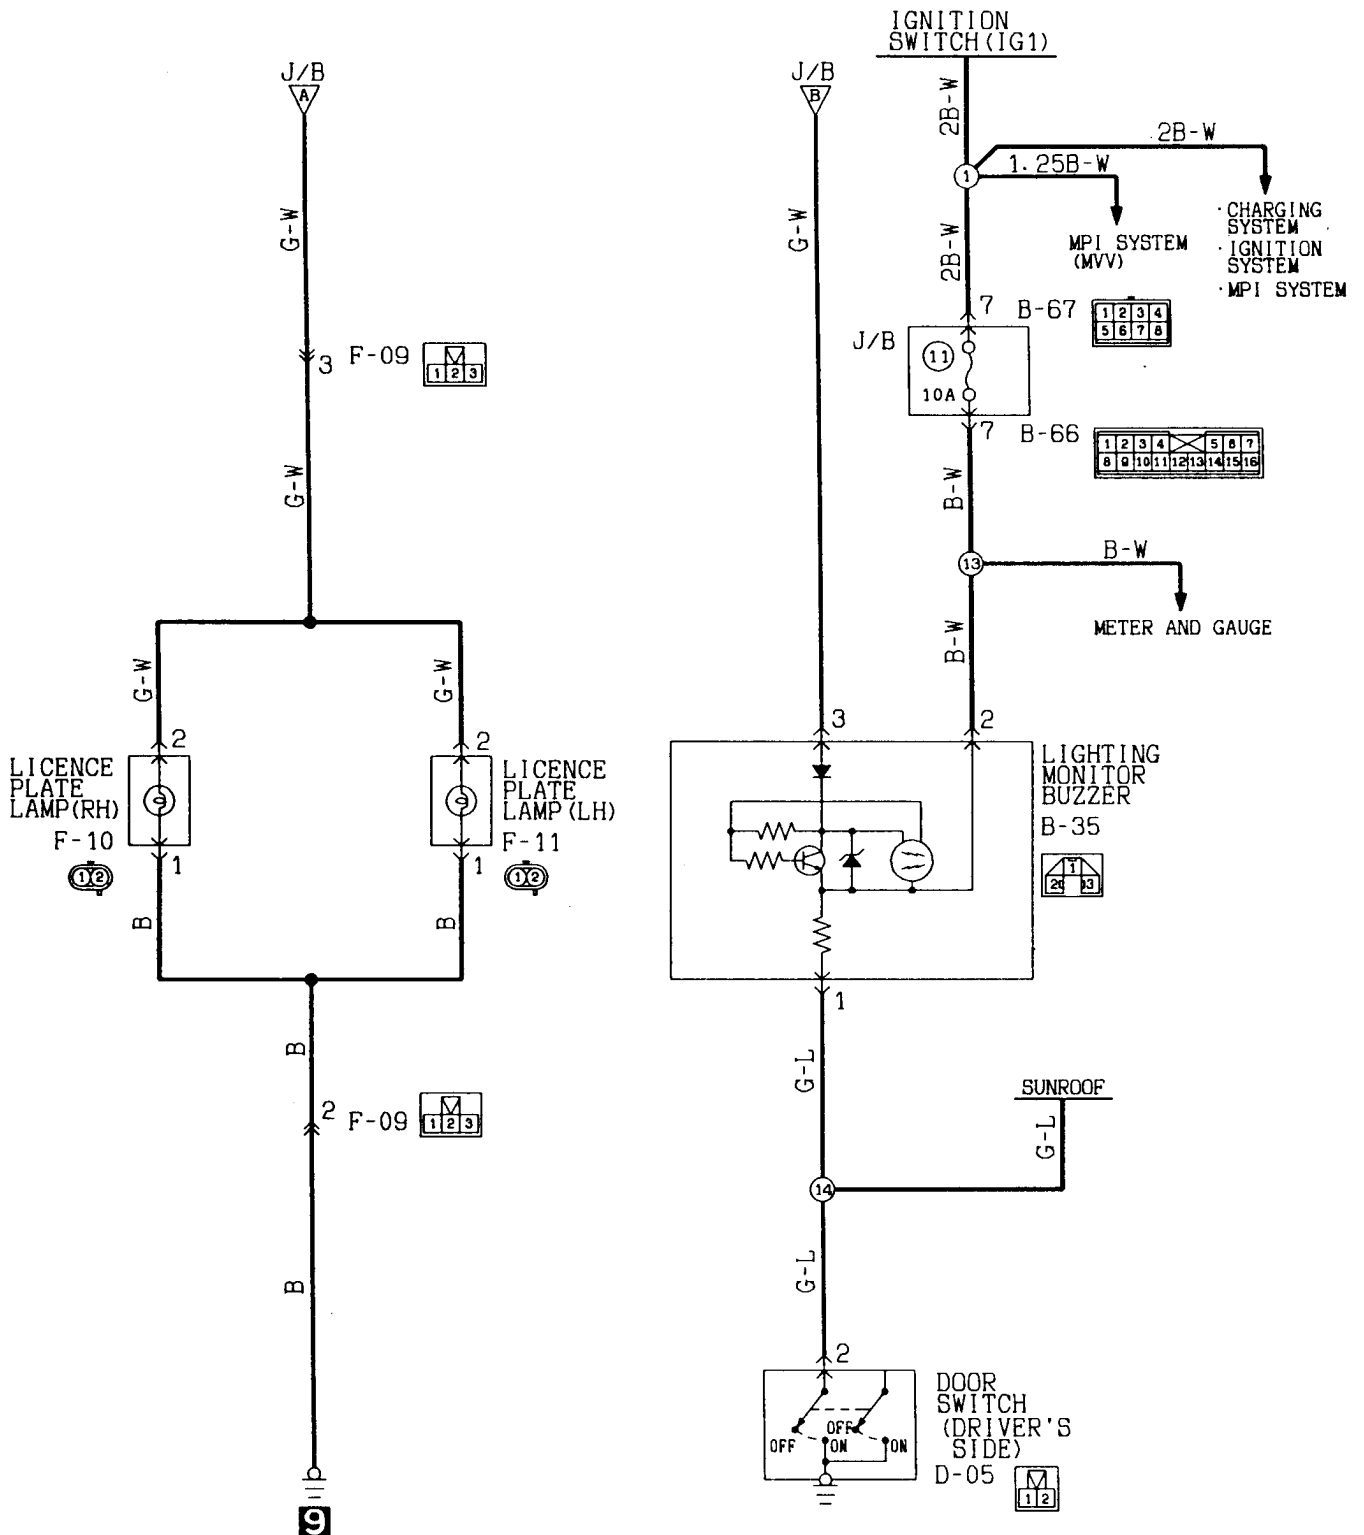 IGNITION
SWITCH(IG1)
J/B
A
J/B
B
2B-W
2B-W
1
1.25B-W
G-W
G-W
2B-W
MPI SYSTEM
(MVV)
·CHARGING
SYSTEM
·IGNITION
SYSTEM
·MPI SYSTEM
7
B-67
1 2 3 4
5 6 7 8
J/B
11
10A
3
F-09
1 2 3
7
B-66
1 2 3 4 5 6 7
8 9 10 11 12 13 14 15 16
G-W
B-W
13
B-W
METER AND GAUGE
B-W
G-W
G-W
2
2
3
2
LICENCE
PLATE
LAMP(RH)
F-10
1
1 2
LICENCE
PLATE
LAMP(LH)
F-11
1
1 2
LIGHTING
MONITOR
BUZZER
B-35
1
2 3
B
B
1
B
G-L
SUNROOF
G-L
2
F-09
1 2 3
14
B
G-L
2
DOOR
SWITCH
(DRIVER'S
SIDE)
D-05
1 2
OFF
ON
OFF
ON
9